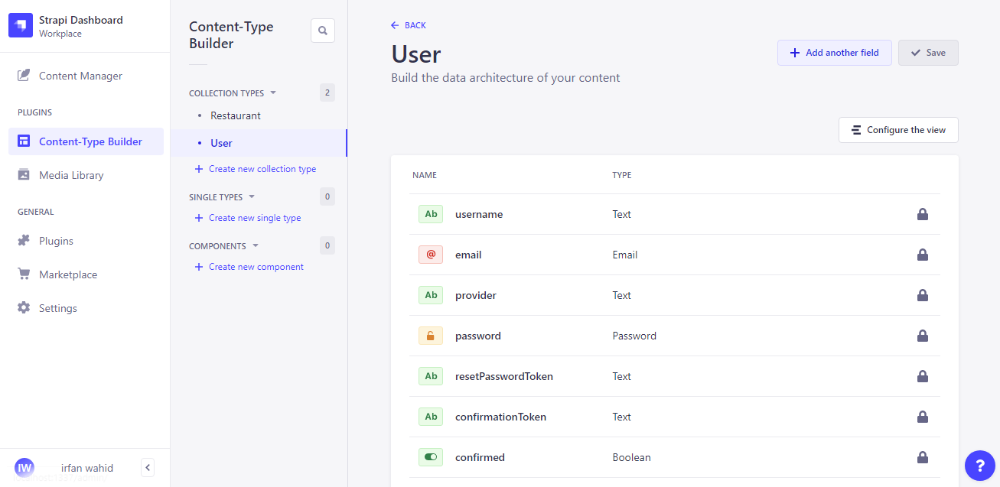 Strapi Dashboard
Workplace
Content Manager
PLUGINS
Content-Type Builder
Media Library
GENERAL
Plugins
Marketplace
Settings
IW
irfan wahid
Content-Type
Builder
COLLECTION TYPES
2
Restaurant
User
Create new collection type
SINGLE TYPES
0
Create new single type
COMPONENTS
0
Create new component
BACK
User
Build the data architecture of your content
Add another field
Save
Configure the view
NAME TYPE
Ab username Text
@ email Email
Ab provider Text
password Password
Ab resetPasswordToken Text
Ab confirmationToken Text
confirmed Boolean
?